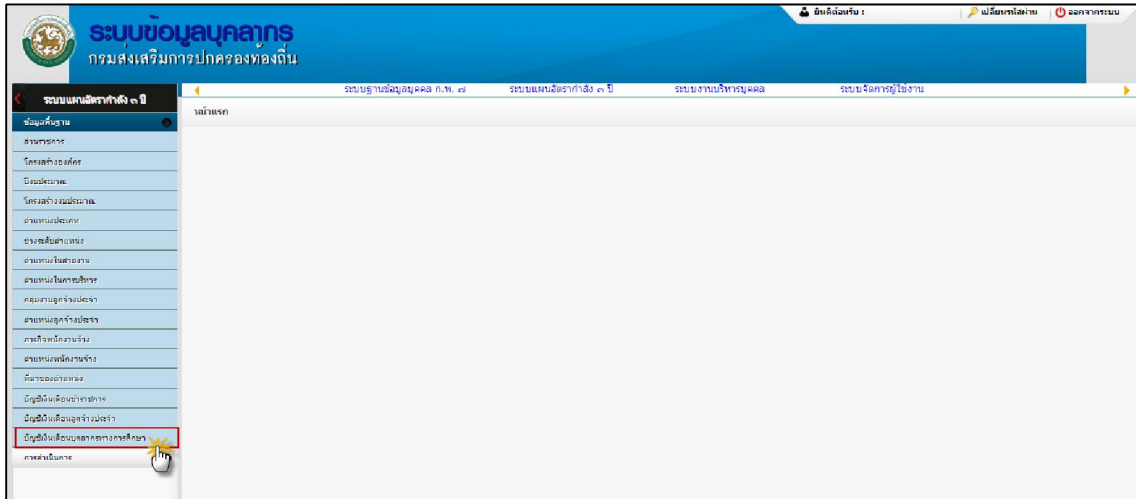 ยินดีต้อนรับ :
เปลี่ยนรหัสผ่าน
ออกจากระบบ
ระบบข้อมูลบุคลากร
กรมส่งเสริมการปกครองท้องถิ่น
ระบบฐานข้อมูลบุคคล ก.พ. ๗
ระบบแผนอัตรากำลัง ๓ ปี
ระบบงานบริหารบุคคล
ระบบจัดการผู้ใช้งาน
ระบบแผนอัตรากำลัง ๓ ปี
หน้าแรก
ข้อมูลพื้นฐาน
ส่วนราชการ
โครงสร้างองค์กร
ปีงบประมาณ
โครงสร้างงบประมาณ
ตำแหน่งประเภท
ช่วงระดับตำแหน่ง
ตำแหน่งในสายงาน
ตำแหน่งในการบริหาร
กลุ่มงานลูกจ้างประจำ
ตำแหน่งลูกจ้างประจำ
ภารกิจพนักงานจ้าง
ตำแหน่งพนักงานจ้าง
ที่มาของตำแหน่ง
บัญชีเงินเดือนข้าราชการ
บัญชีเงินเดือนลูกจ้างประจำ
บัญชีเงินเดือนบุคลากรทางการศึกษา
การดำเนินการ